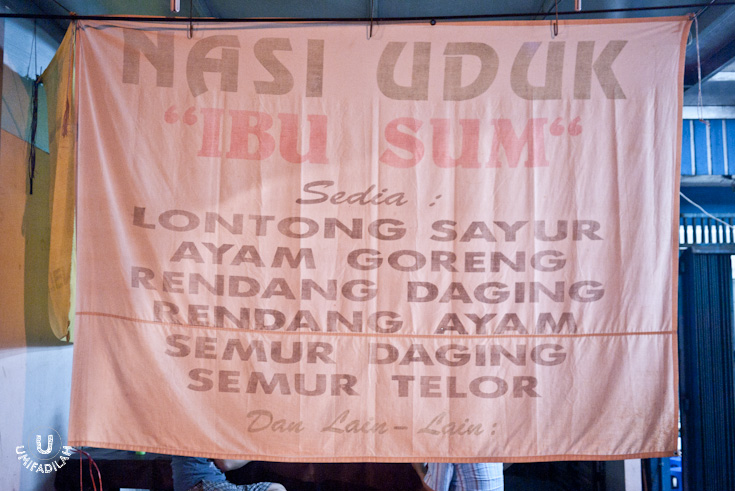 NASI UDUK
“IBU SUM“
Sedia :
LONTONG SAYUR
AYAM GORENG
RENDANG DAGING
RENDANG AYAM
SEMUR DAGING
SEMUR TELOR
Dan Lain-Lain :
U
UMIFADILAH